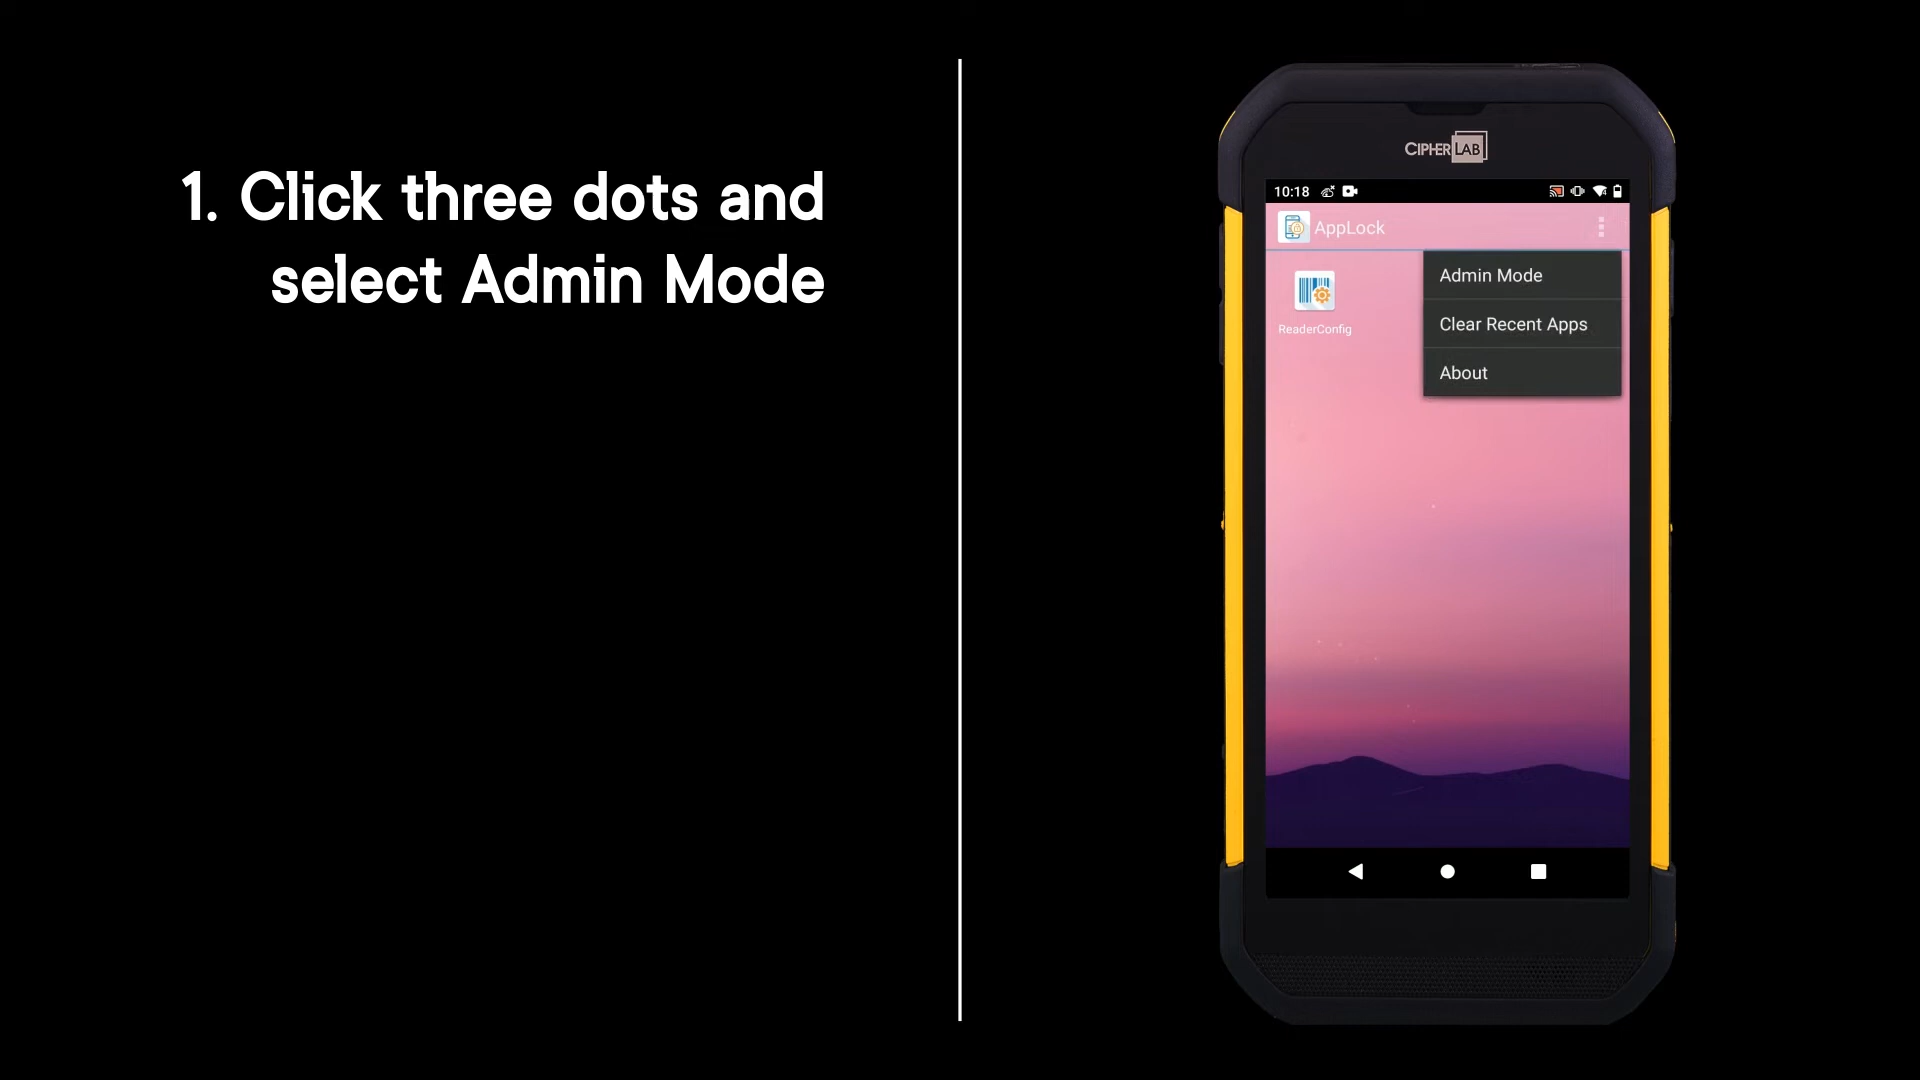 1. Click three dots and
select Admin Mode
CIPHERLAB
10:18
AppLock
Admin Mode
ReaderConfig
Clear Recent Apps
About